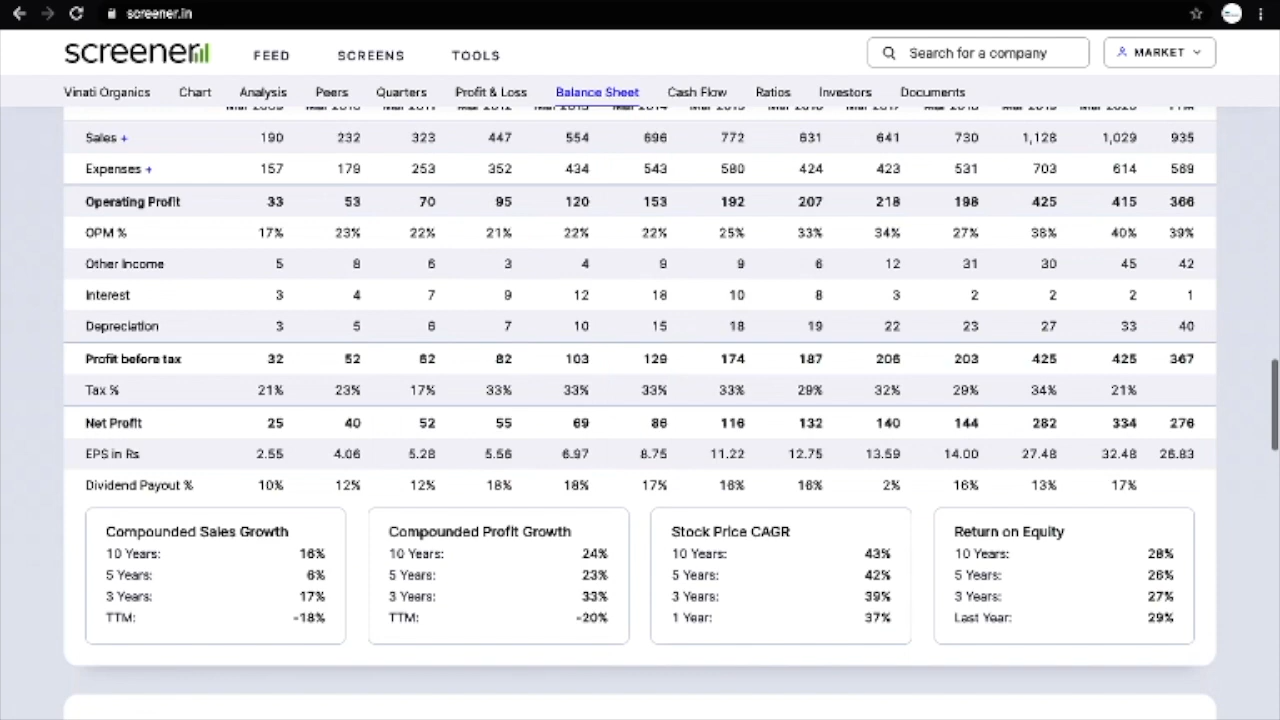 screener.in
screener FEED SCREENS TOOLS Search for a company MARKET
Vinati Organics Chart Analysis Peers Quarters Profit & Loss Balance Sheet Cash Flow Ratios Investors Documents
Sales + 190 232 323 447 554 696 772 631 641 730 1,128 1,029 935
Expenses + 157 179 253 352 434 543 580 424 423 531 703 614 569
Operating Profit 33 53 70 95 120 153 192 207 218 198 425 415 366
OPM % 17% 23% 22% 21% 22% 22% 25% 33% 34% 27% 38% 40% 39%
Other Income 5 8 6 3 4 9 9 6 12 31 30 45 42
Interest 3 4 7 9 12 18 10 8 3 2 2 2 1
Depreciation 3 5 6 7 10 15 18 19 22 23 27 33 40
Profit before tax 32 52 62 82 103 129 174 187 206 203 425 425 367
Tax % 21% 23% 17% 33% 33% 33% 33% 29% 32% 29% 34% 21%
Net Profit 25 40 52 55 69 86 116 132 140 144 282 334 276
EPS in Rs 2.55 4.06 5.28 5.56 6.97 8.75 11.22 12.75 13.59 14.00 27.48 32.48 26.83
Dividend Payout % 10% 12% 12% 18% 18% 17% 16% 16% 2% 16% 13% 17%
Compounded Sales Growth
10 Years: 16%
5 Years: 6%
3 Years: 17%
TTM: -18%
Compounded Profit Growth
10 Years: 24%
5 Years: 23%
3 Years: 33%
TTM: -20%
Stock Price CAGR
10 Years: 43%
5 Years: 42%
3 Years: 39%
1 Year: 37%
Return on Equity
10 Years: 28%
5 Years: 26%
3 Years: 27%
Last Year: 29%